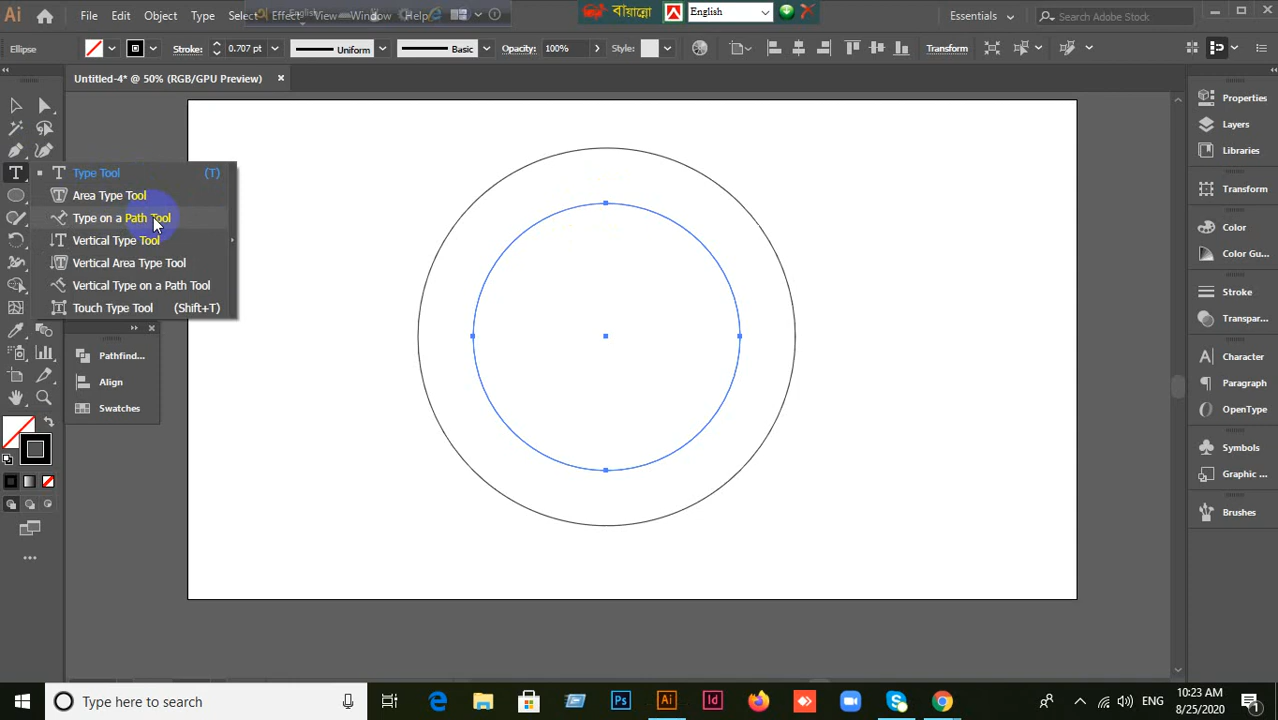 Ai File Edit Object Type Select Effect View Window Help
বায়ান্নো English
Essentials Search Adobe Stock
Ellipse Stroke: 0.707 pt Uniform Basic Opacity: 100% Style: Transform
Untitled-4* @ 50% (RGB/GPU Preview)
Type Tool (T)
Area Type Tool
Type on a Path Tool
Vertical Type Tool
Vertical Area Type Tool
Vertical Type on a Path Tool
Touch Type Tool (Shift+T)
Pathfind...
Align
Swatches
Properties
Layers
Libraries
Transform
Color
Color Gu...
Stroke
Transpar...
Character
Paragraph
OpenType
Symbols
Graphic ...
Brushes
Type here to search
Ps Ai Id
ENG
10:23 AM
8/25/2020